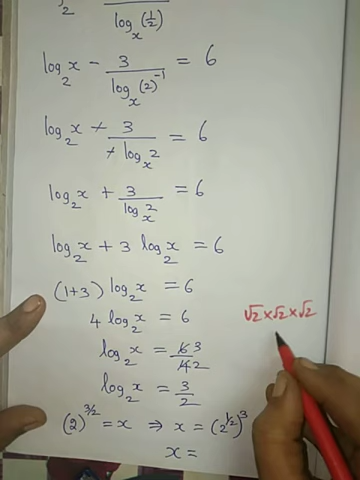 2
log_x (1/2)
log_2 x - 3/log_x (2)^-1 = 6
log_2 x - 3/-log_x 2 = 6
log_2 x + 3/log_x 2 = 6
log_2 x + 3 log_2 x = 6
(1+3) log_2 x = 6
4 log_2 x = 6
√2×√2×√2
log_2 x = 6 3/4 2
log_2 x = 3/2
(2)^3/2 = x ⇒ x = (2^1/2)^3
x =